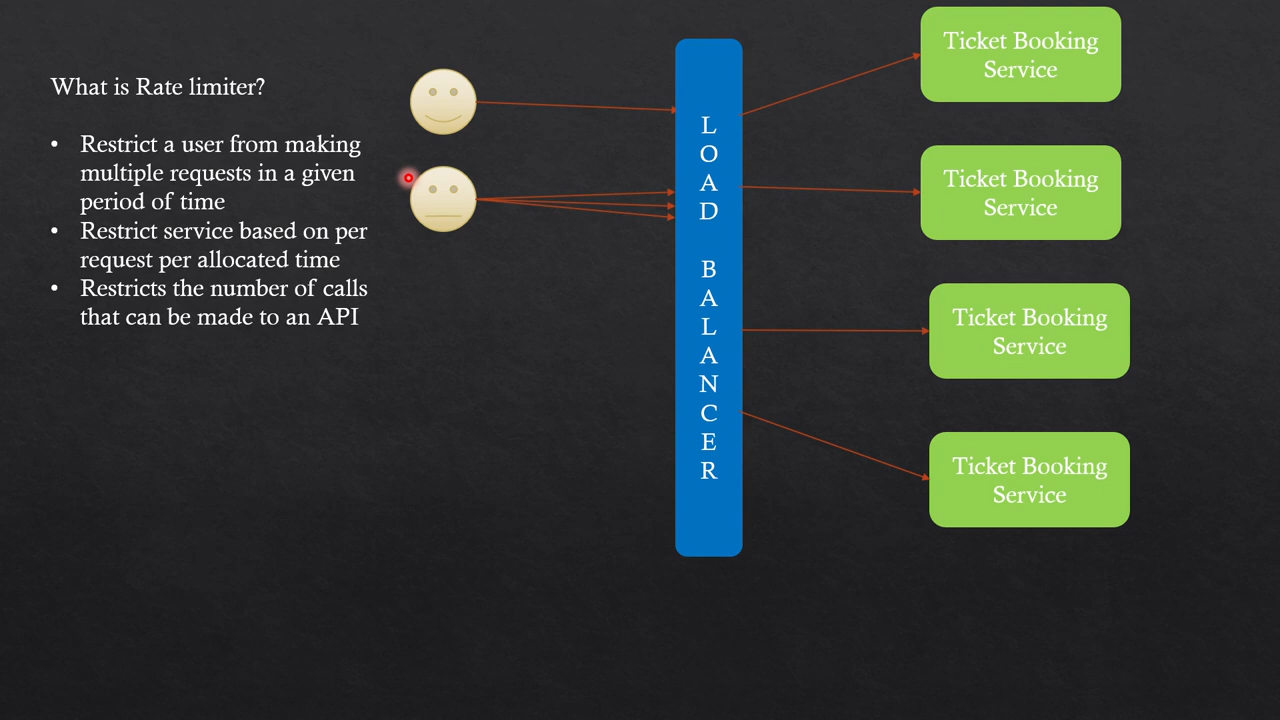 What is Rate limiter?
• Restrict a user from making
multiple requests in a given
period of time
• Restrict service based on per
request per allocated time
• Restricts the number of calls
that can be made to an API
L
O
A
D
B
A
L
A
N
C
E
R
Ticket Booking
Service
Ticket Booking
Service
Ticket Booking
Service
Ticket Booking
Service